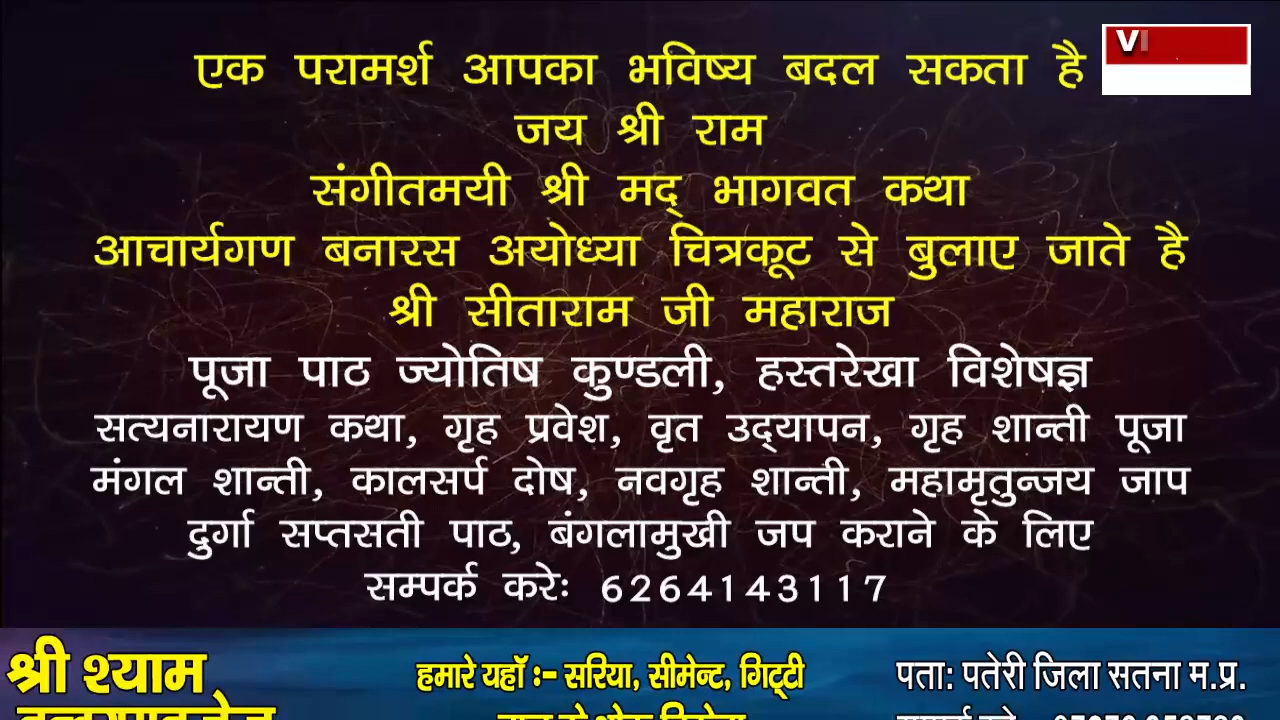 एक परामर्श आपका भविष्य बदल सकता है
VI
जय श्री राम
संगीतमयी श्री मद् भागवत कथा
आचार्यगण बनारस अयोध्या चित्रकूट से बुलाए जाते है
श्री सीताराम जी महाराज
पूजा पाठ ज्योतिष कुण्डली, हस्तरेखा विशेषज्ञ
सत्यनारायण कथा, गृह प्रवेश, वृत उद्यापन, गृह शान्ती पूजा
मंगल शान्ती, कालसर्प दोष, नवगृह शान्ती, महामृतुन्जय जाप
दुर्गा सप्तसती पाठ, बंगलामुखी जप कराने के लिए
सम्पर्क करेः 6264143117
श्री श्याम
हमारे यहाॅ :- सरिया, सीमेन्ट, गिट्टी
पता: पतेरी जिला सतना म.प्र.